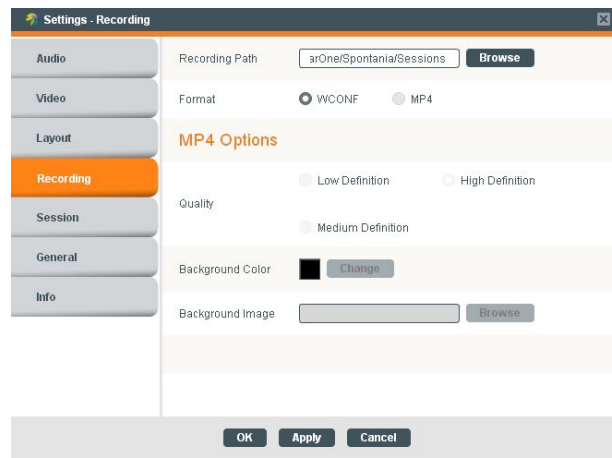 Settings - Recording
Audio
Video
Layout
Recording
Session
General
Info
Recording Path arOne/Spontania/Sessions Browse
Format WCONF MP4
MP4 Options
Quality
Low Definition High Definition
Medium Definition
Background Color Change
Background Image Browse
OK Apply Cancel